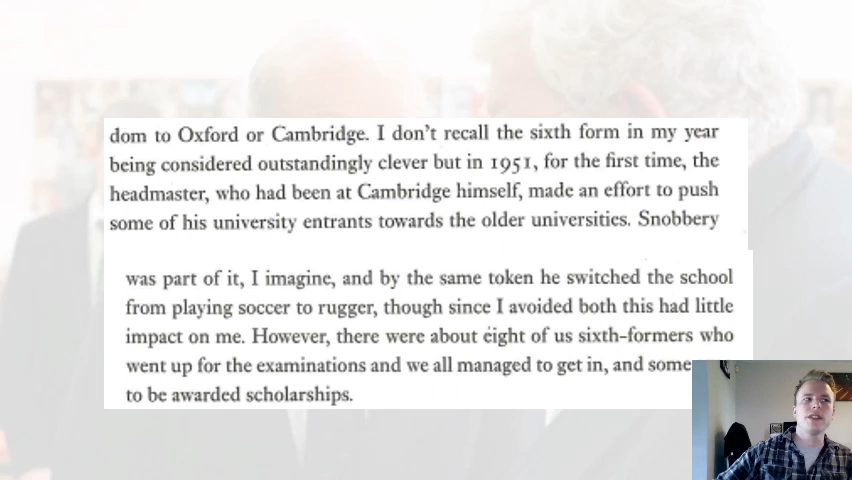 dom to Oxford or Cambridge. I don't recall the sixth form in my year
being considered outstandingly clever but in 1951, for the first time, the
headmaster, who had been at Cambridge himself, made an effort to push
some of his university entrants towards the older universities. Snobbery
was part of it, I imagine, and by the same token he switched the school
from playing soccer to rugger, though since I avoided both this had little
impact on me. However, there were about eight of us sixth-formers who
went up for the examinations and we all managed to get in, and some
to be awarded scholarships.